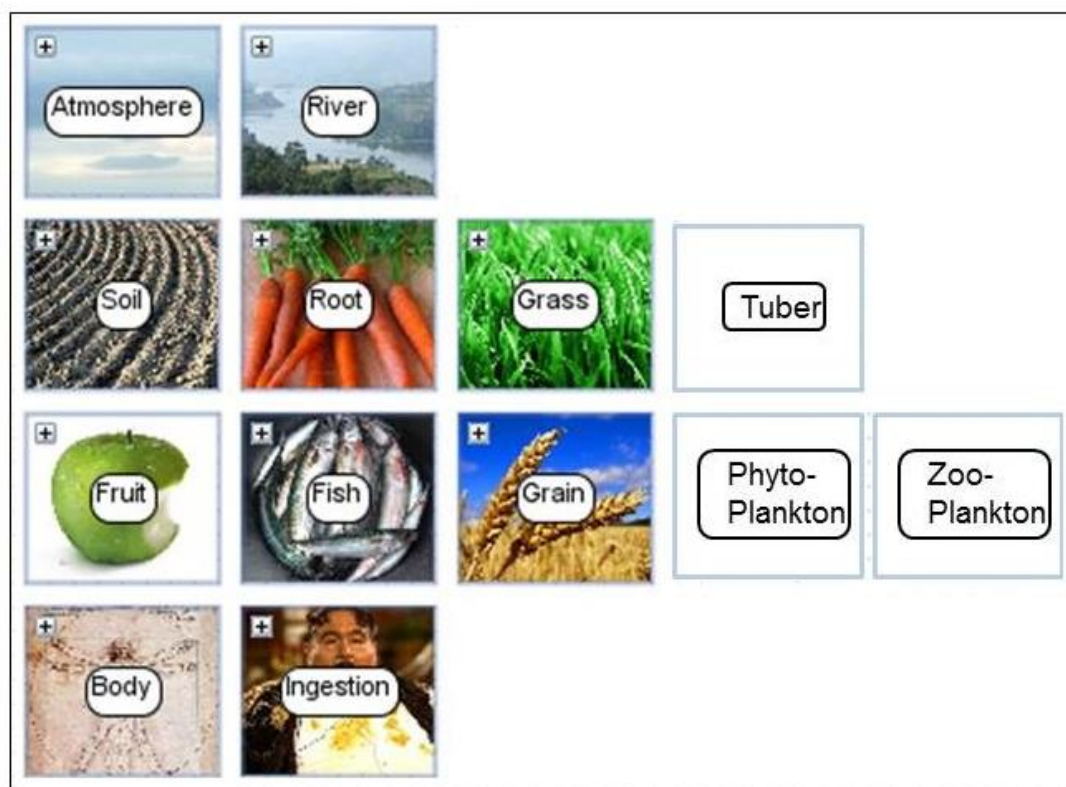 Atmosphere
River
Soil
Root
Grass
Tuber
Fruit
Fish
Grain
Phyto-
Plankton
Zoo-
Plankton
Body
Ingestion